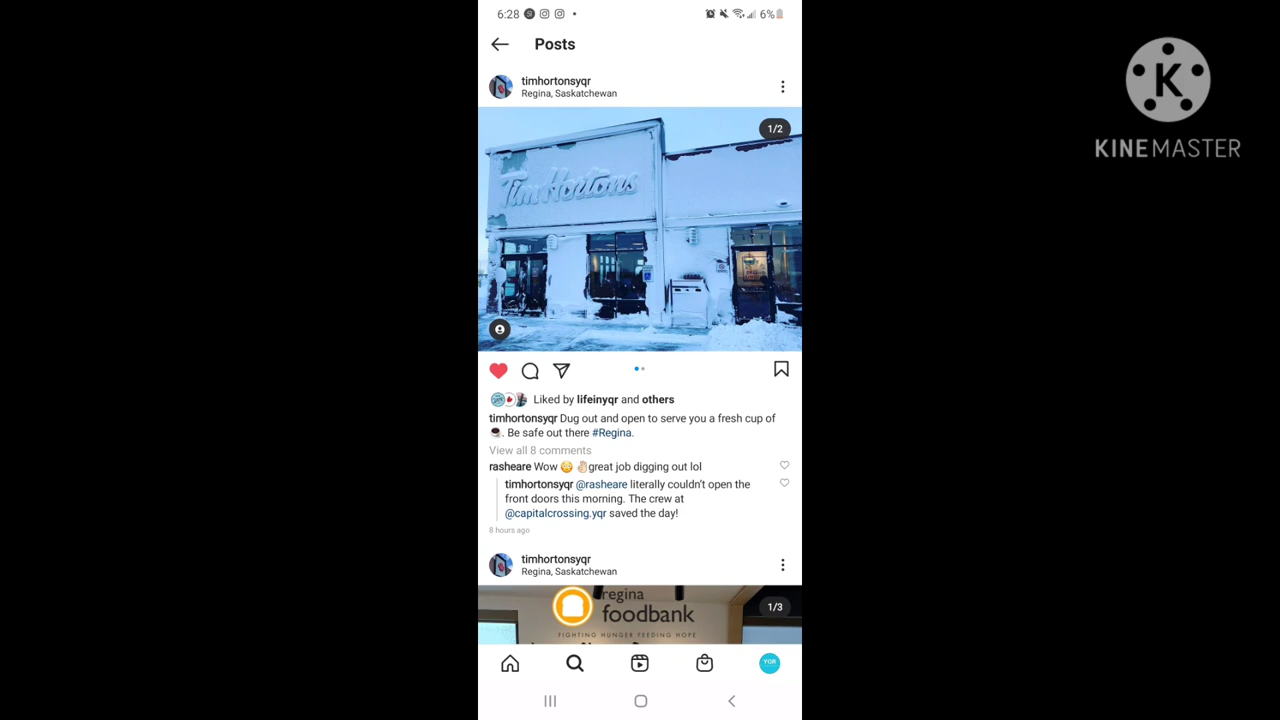 6:28
6%
Posts
timhortonsyqr
Regina, Saskatchewan
1/2
Tim Hortons
Liked by lifeinyqr and others
timhortonsyqr Dug out and open to serve you a fresh cup of
☕. Be safe out there #Regina.
View all 8 comments
rasheare Wow 😳 👌🏻great job digging out lol
timhortonsyqr @rasheare literally couldn't open the
front doors this morning. The crew at
@capitalcrossing.yqr saved the day!
8 hours ago
timhortonsyqr
Regina, Saskatchewan
regina
foodbank
FIGHTING HUNGER FEEDING HOPE
1/3
YQR
K
KINEMASTER